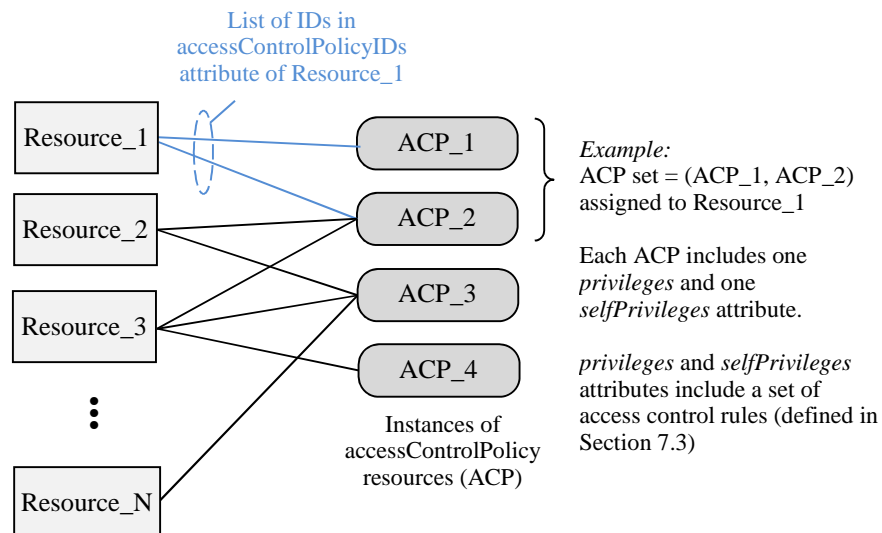 List of IDs in
accessControlPolicyIDs
attribute of Resource_1
Resource_1
Resource_2
Resource_3
Resource_N
ACP_1
ACP_2
ACP_3
ACP_4
Instances of
accessControlPolicy
resources (ACP)
Example:
ACP set = (ACP_1, ACP_2)
assigned to Resource_1
Each ACP includes one
privileges and one
selfPrivileges attribute.
privileges and selfPrivileges
attributes include a set of
access control rules (defined in
Section 7.3)